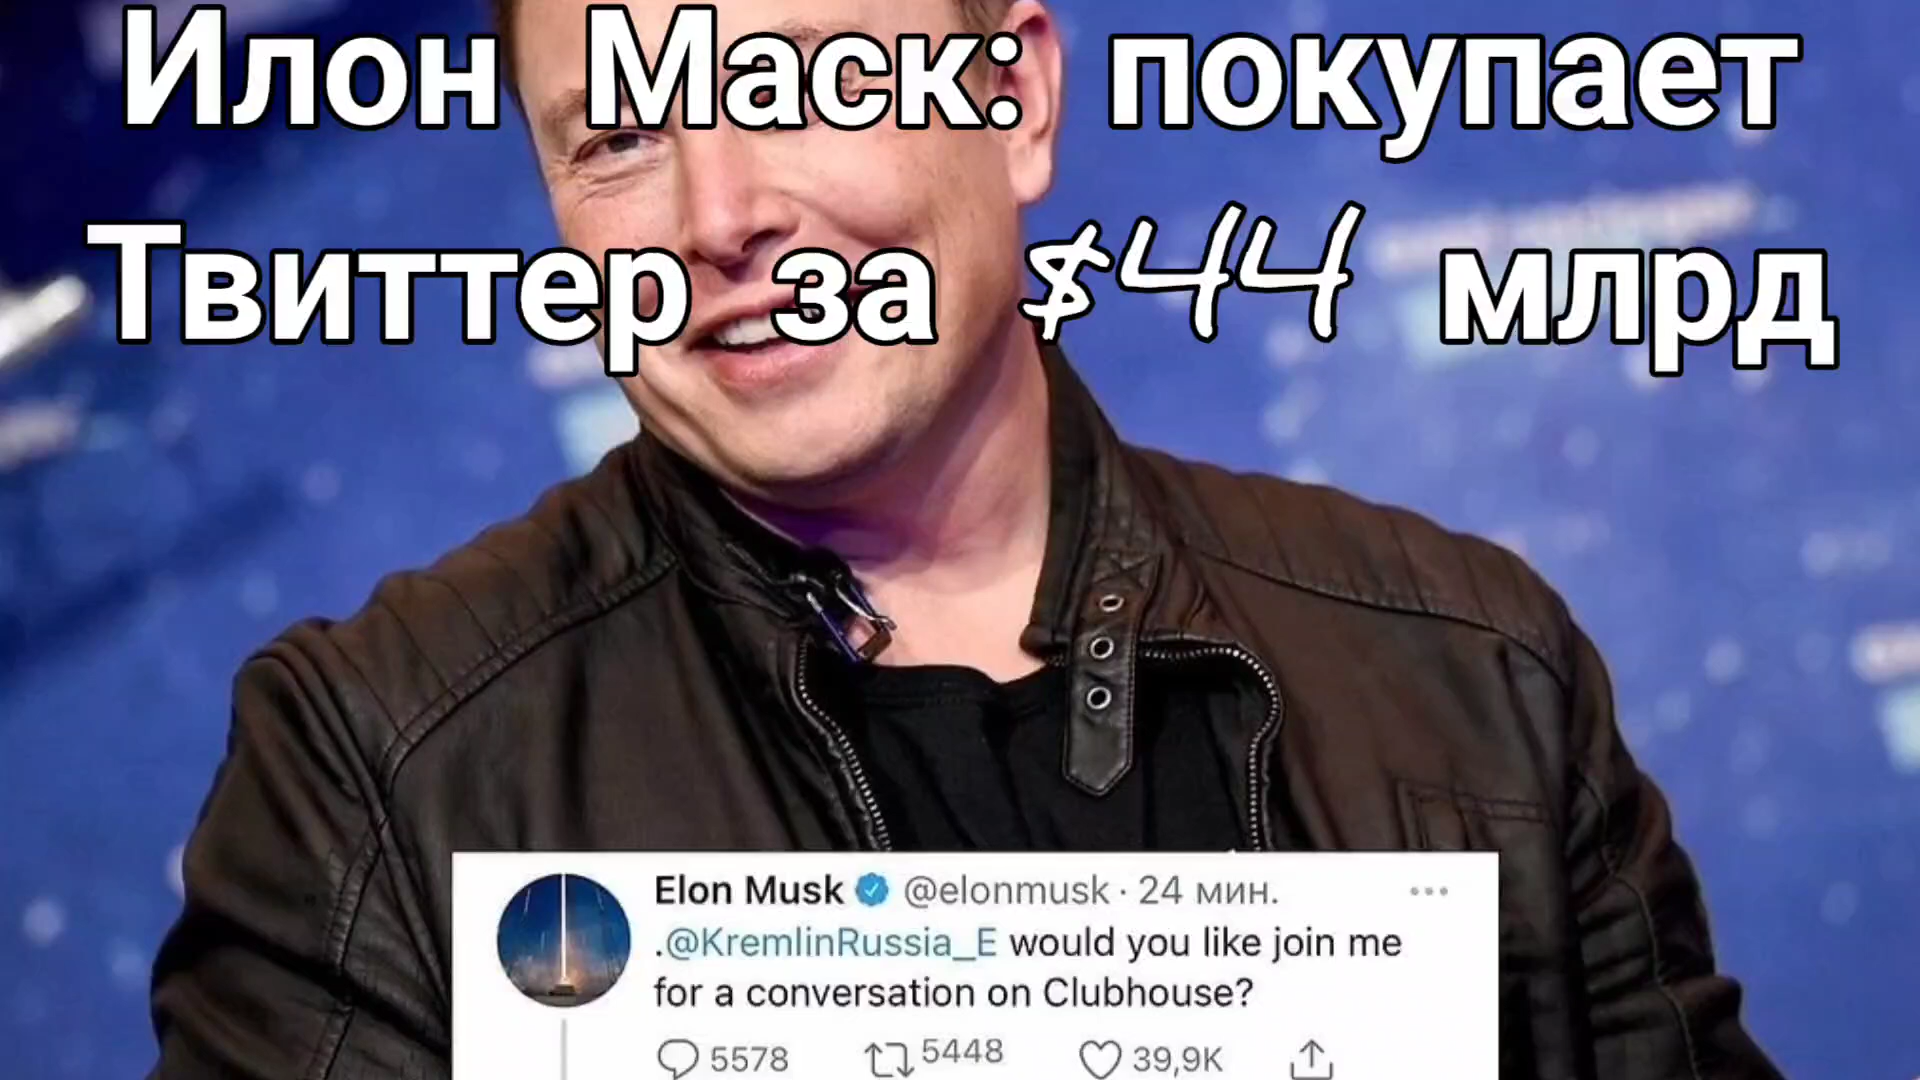 Илон Маск: покупает
Твиттер за $44 млрд
Elon Musk @elonmusk · 24 мин.
.@KremlinRussia_E would you like join me
for a conversation on Clubhouse?
5578 5448 39,9K